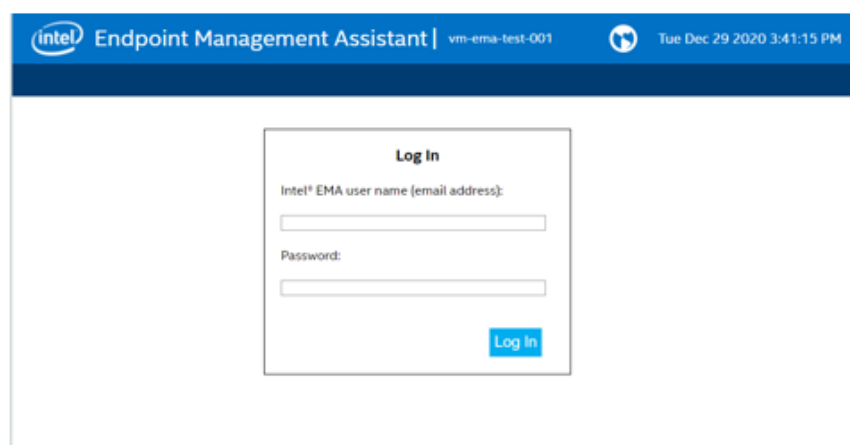 intel Endpoint Management Assistant | vm-ema-test-001 Tue Dec 29 2020 3:41:15 PM
Log In
Intel® EMA user name (email address):
Password:
Log In